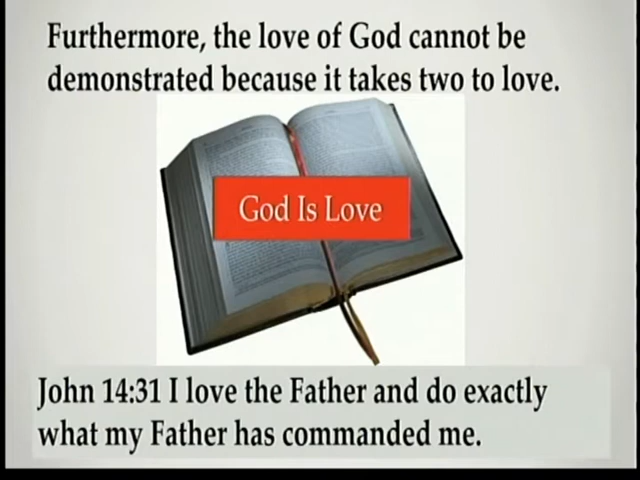 Furthermore, the love of God cannot be
demonstrated because it takes two to love.
God Is Love
John 14:31 I love the Father and do exactly
what my Father has commanded me.